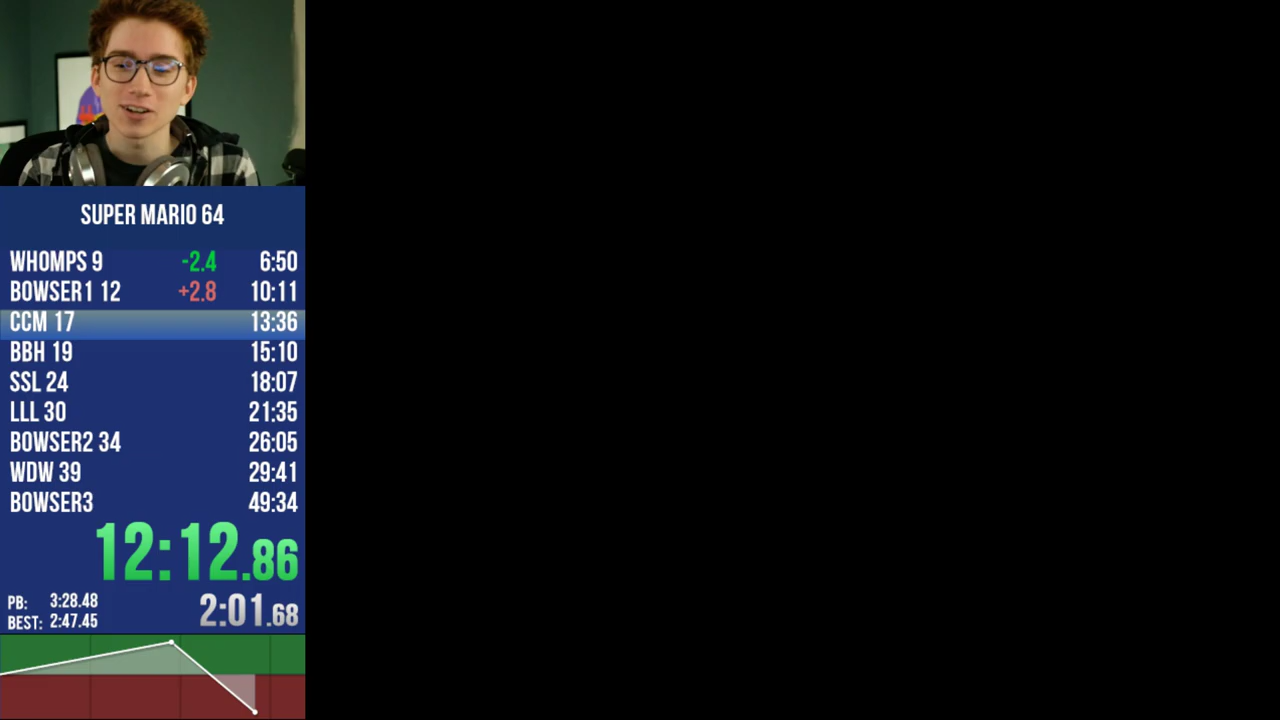 SUPER MARIO 64
WHOMPS 9 -2.4 6:50
BOWSER1 12 +2.8 10:11
CCM 17 13:36
BBH 19 15:10
SSL 24 18:07
LLL 30 21:35
BOWSER2 34 26:05
WDW 39 29:41
BOWSER3 49:34
12:12.86
PB: 3:28.48 2:01.68
BEST: 2:47.45